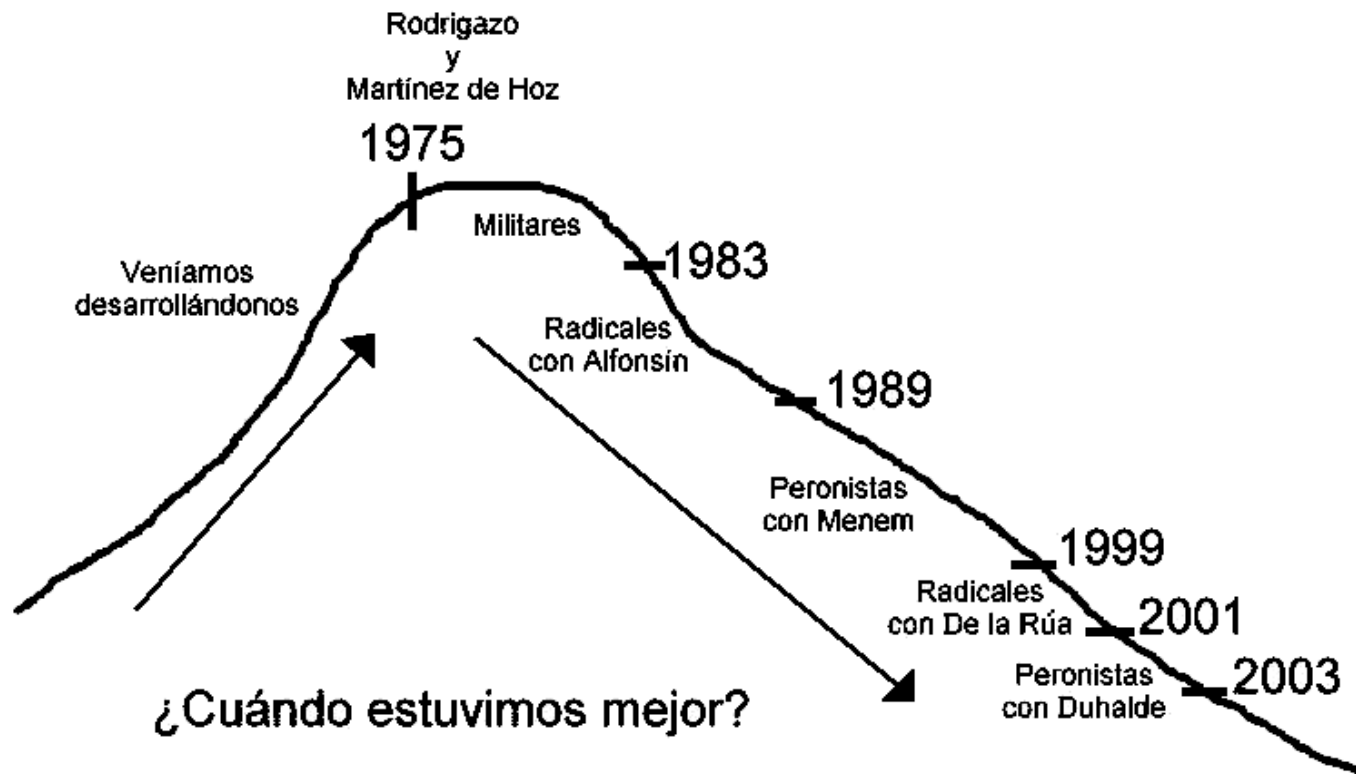 Rodrigazo
y
Martínez de Hoz
1975
Militares
Veníamos
desarrollándonos
1983
Radicales
con Alfonsín
1989
Peronistas
con Menem
1999
Radicales
con De la Rúa
2001
Peronistas
con Duhalde
2003
¿Cuándo estuvimos mejor?